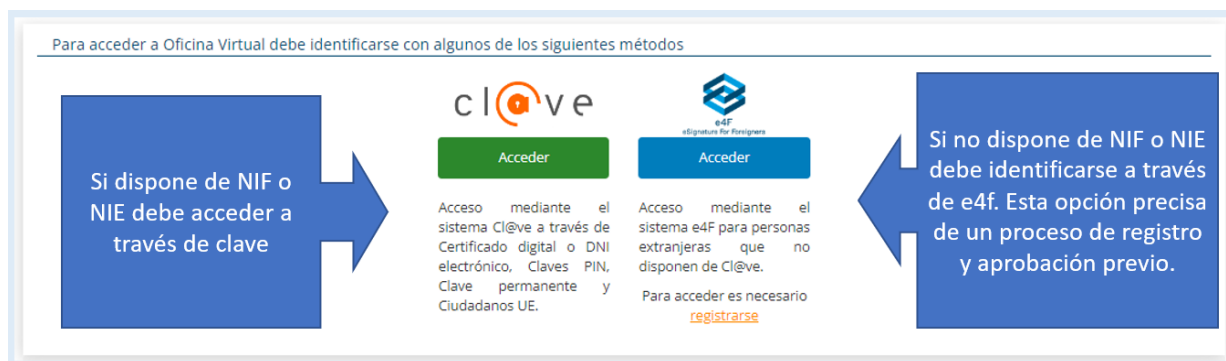 Para acceder a Oficina Virtual debe identificarse con algunos de los siguientes métodos
Si dispone de NIF o
NIE debe acceder a
través de clave
cl@ve
Acceder
Acceso mediante el
sistema Cl@ve a través de
Certificado digital o DNI
electrónico, Claves PIN,
Clave permanente y
Ciudadanos UE.
e4F
eSignature For Foreigners
Acceder
Acceso mediante el
sistema e4F para personas
extranjeras que no
disponen de Cl@ve.
Para acceder es necesario
registrarse
Si no dispone de NIF o NIE
debe identificarse a través
de e4f. Esta opción precisa
de un proceso de registro
y aprobación previo.